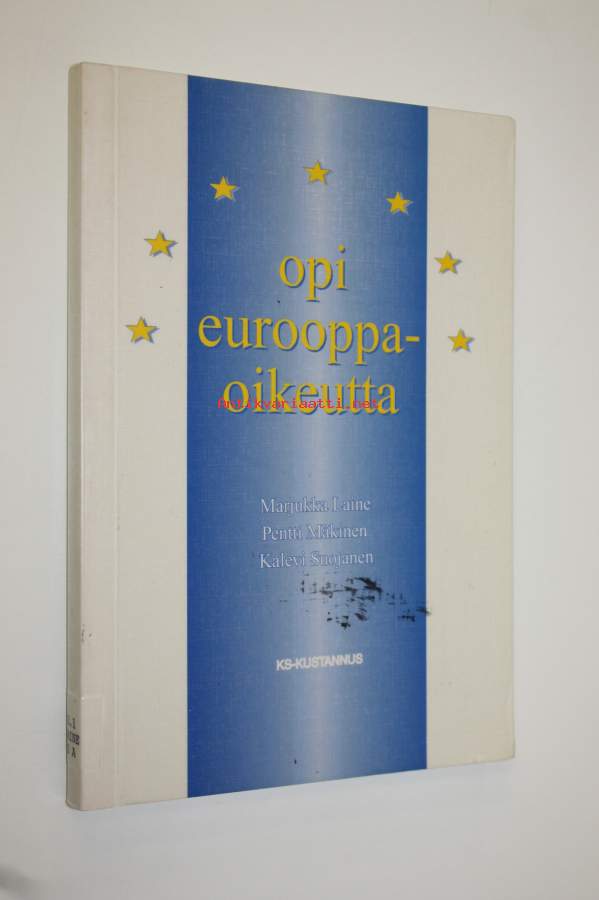 opi
eurooppa-
oikeutta
Antikvariaatti.net
Marjukka Laine
Pentti Mäkinen
Kalevi Suojanen
KS-KUSTANNUS